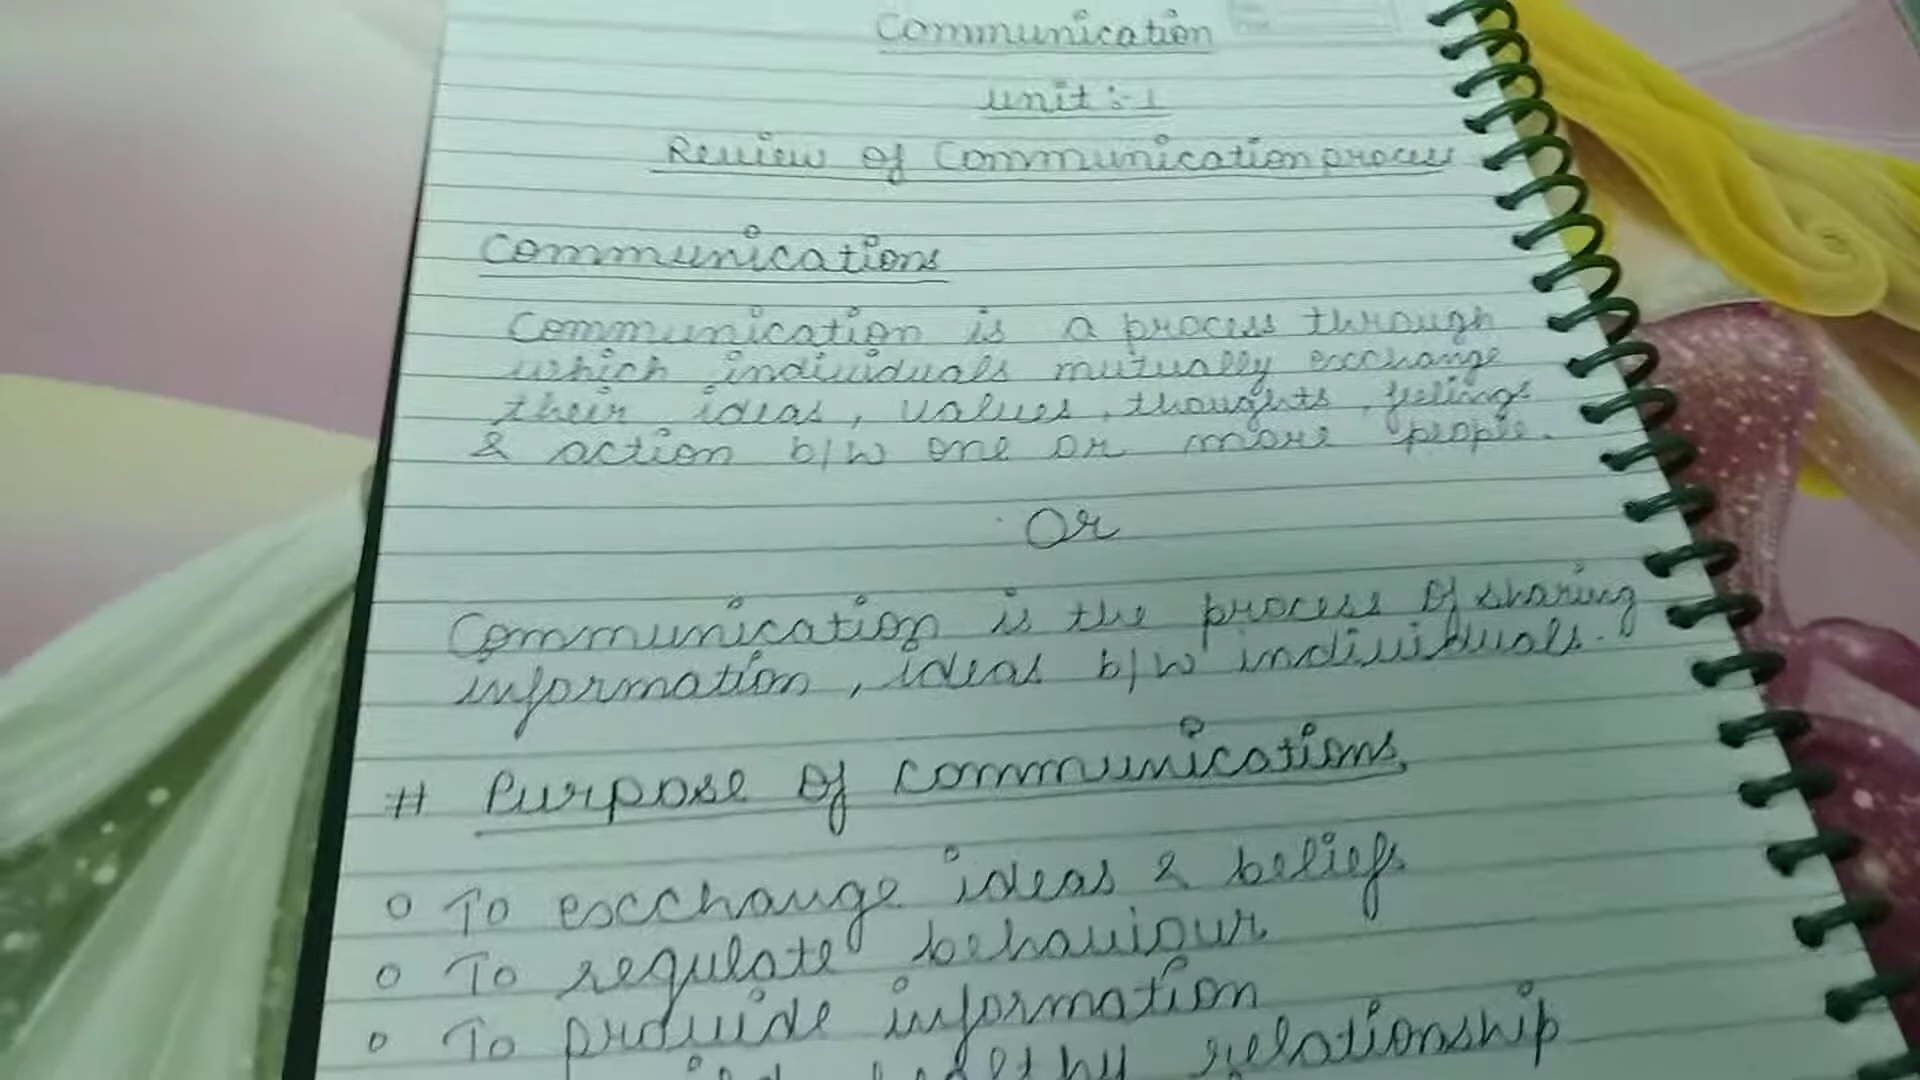 Communication
unit :- 1
Review of Communication process
Communications
Communication is a process through
which individuals mutually exchange
their ideas, values, thoughts, feelings
& action b/w one or more people.
Or
Communication is the process of sharing
information, ideas b/w individuals.
# Purpose of communications,
o To exchange ideas & beliefs
o To regulate behaviour
o To provide information
healthy relationship